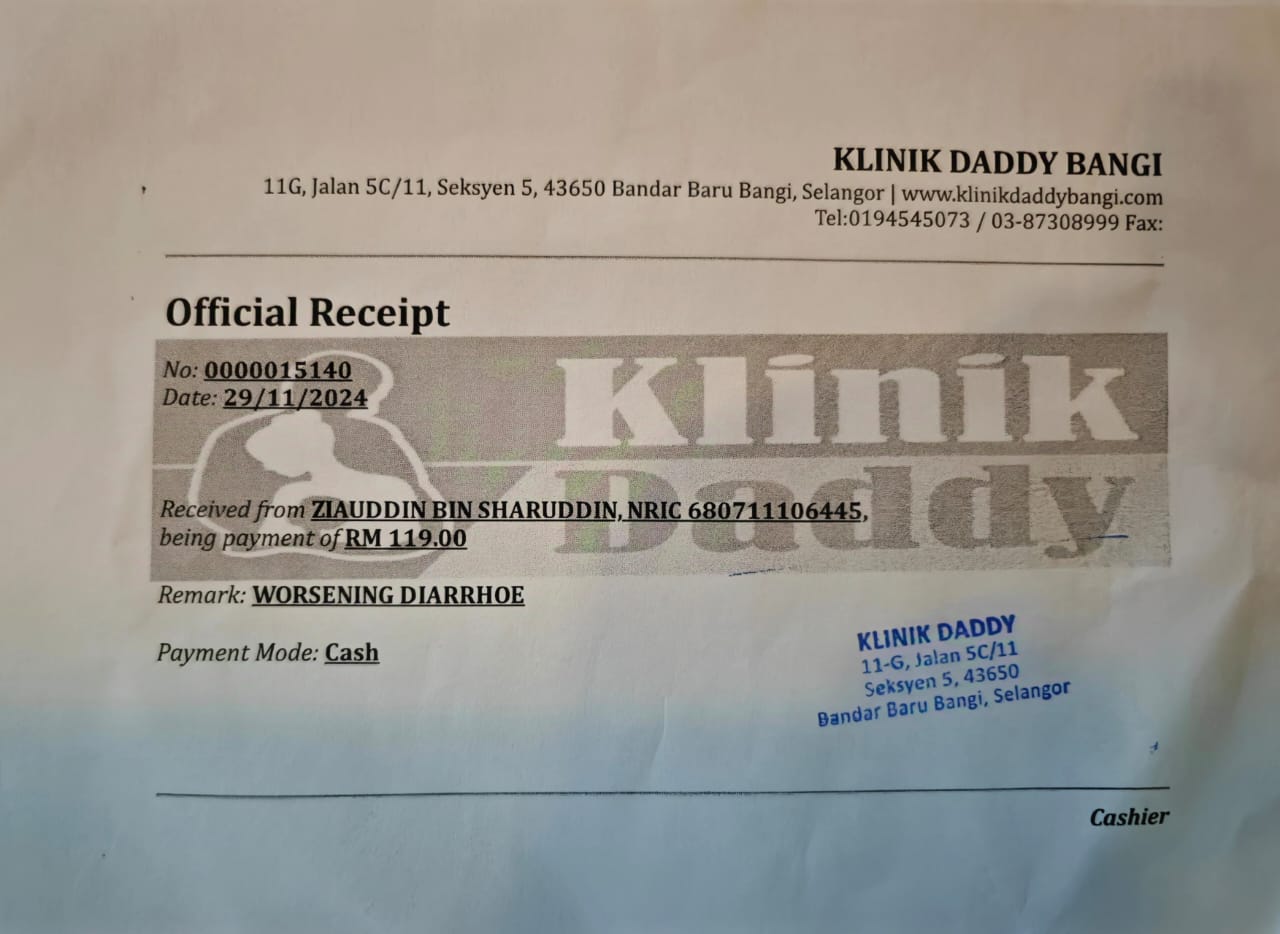 KLINIK DADDY BANGI
11G, Jalan 5C/11, Seksyen 5, 43650 Bandar Baru Bangi, Selangor | www.klinikdaddybangi.com
Tel:0194545073 / 03-87308999 Fax:
Official Receipt
No: 0000015140
Date: 29/11/2024
Klinik
Daddy
Received from ZIAUDDIN BIN SHARUDDIN, NRIC 680711106445,
being payment of RM 119.00
Remark: WORSENING DIARRHOE
Payment Mode: Cash
KLINIK DADDY
11-G, Jalan 5C/11
Seksyen 5, 43650
Bandar Baru Bangi, Selangor
Cashier